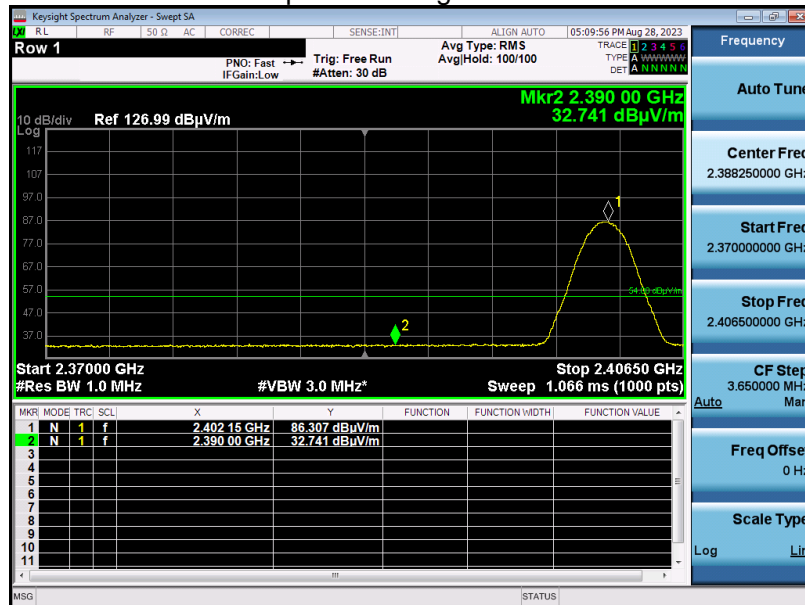 Keysight Spectrum Analyzer - Swept SA
LXI RL RF 50 Ω AC CORREC SENSE:INT ALIGN AUTO 05:09:56 PM Aug 28, 2023
Row 1
PNO: Fast
IFGain:Low
Trig: Free Run
#Atten: 30 dB
Avg Type: RMS
Avg|Hold: 100/100
TRACE 1 2 3 4 5 6
TYPE A WWWWW
DET A N N N N N
Mkr2 2.390 00 GHz
32.741 dBµV/m
10 dB/div Ref 126.99 dBµV/m
Log
117
107
97.0
87.0
77.0
67.0
57.0
47.0
37.0
1
2
Start 2.37000 GHz Stop 2.40650 GHz
#Res BW 1.0 MHz #VBW 3.0 MHz* Sweep 1.066 ms (1000 pts)
MKR MODE TRC SCL X Y FUNCTION FUNCTION WIDTH FUNCTION VALUE
1 N 1 f 2.402 15 GHz 86.307 dBµV/m
2 N 1 f 2.390 00 GHz 32.741 dBµV/m
3
4
5
6
7
8
9
10
11
MSG STATUS
Frequency
Auto Tune
Center Freq
2.388250000 GHz
Start Freq
2.370000000 GHz
Stop Freq
2.406500000 GHz
CF Step
3.650000 MHz
Auto Man
Freq Offset
0 Hz
Scale Type
Log Lin